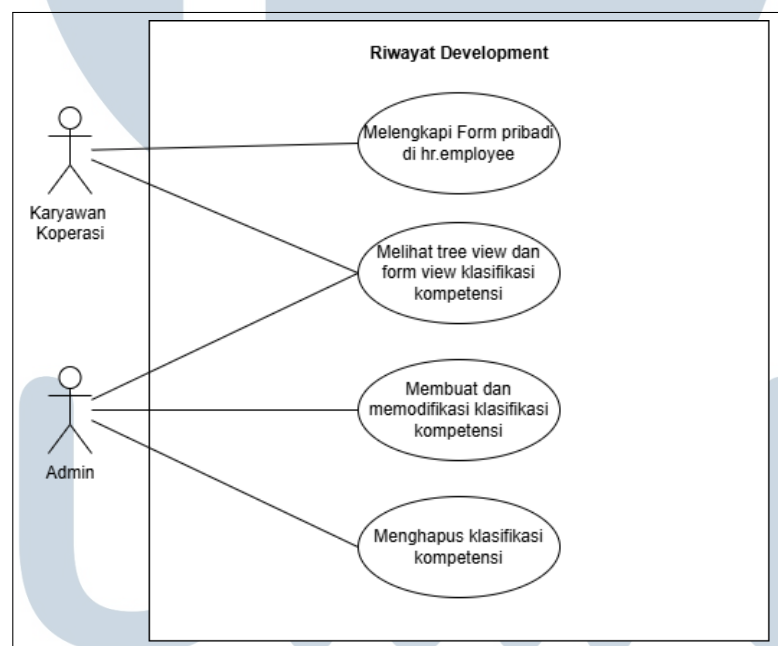 Riwayat Development
Melengkapi Form pribadi
di hr.employee
Karyawan
Koperasi
Melihat tree view dan
form view klasifikasi
kompetensi
Membuat dan
memodifikasi klasifikasi
kompetensi
Admin
Menghapus klasifikasi
kompetensi